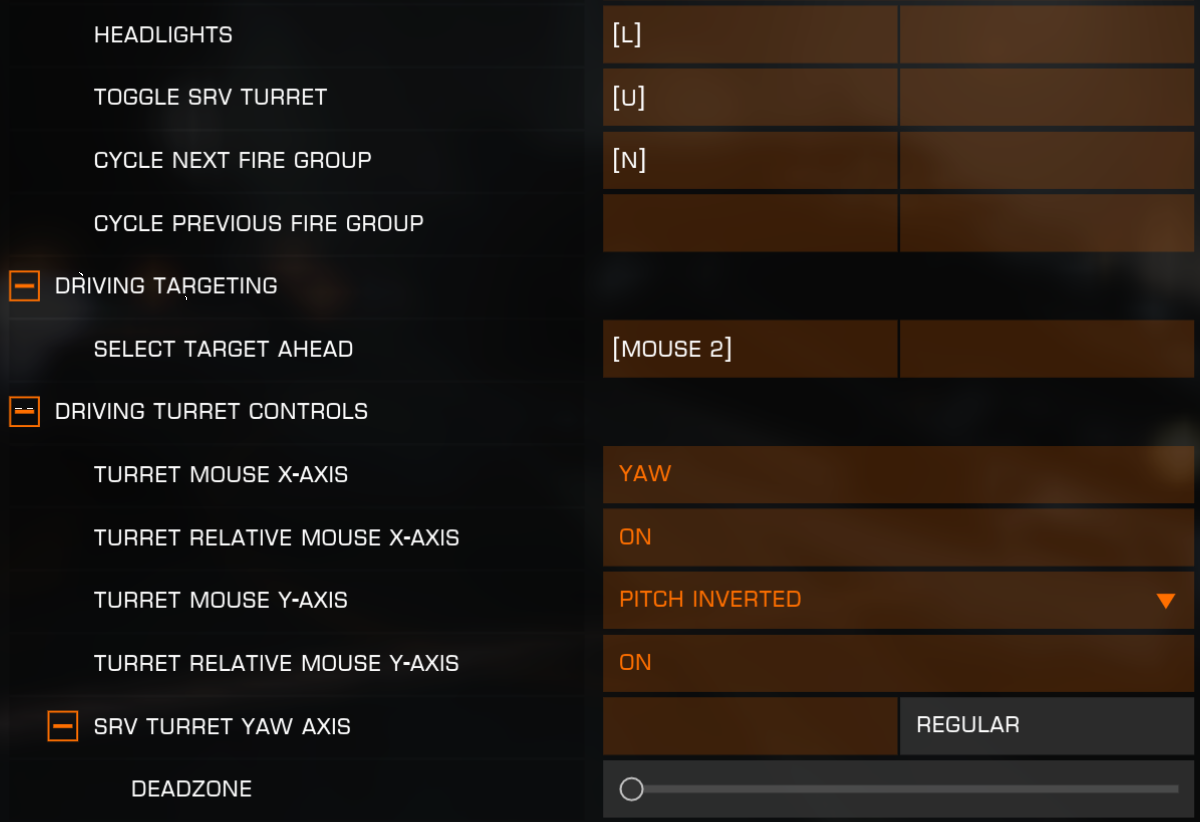 HEADLIGHTS [L]
TOGGLE SRV TURRET [U]
CYCLE NEXT FIRE GROUP [N]
CYCLE PREVIOUS FIRE GROUP
DRIVING TARGETING
SELECT TARGET AHEAD [MOUSE 2]
DRIVING TURRET CONTROLS
TURRET MOUSE X-AXIS YAW
TURRET RELATIVE MOUSE X-AXIS ON
TURRET MOUSE Y-AXIS PITCH INVERTED
TURRET RELATIVE MOUSE Y-AXIS ON
SRV TURRET YAW AXIS REGULAR
DEADZONE